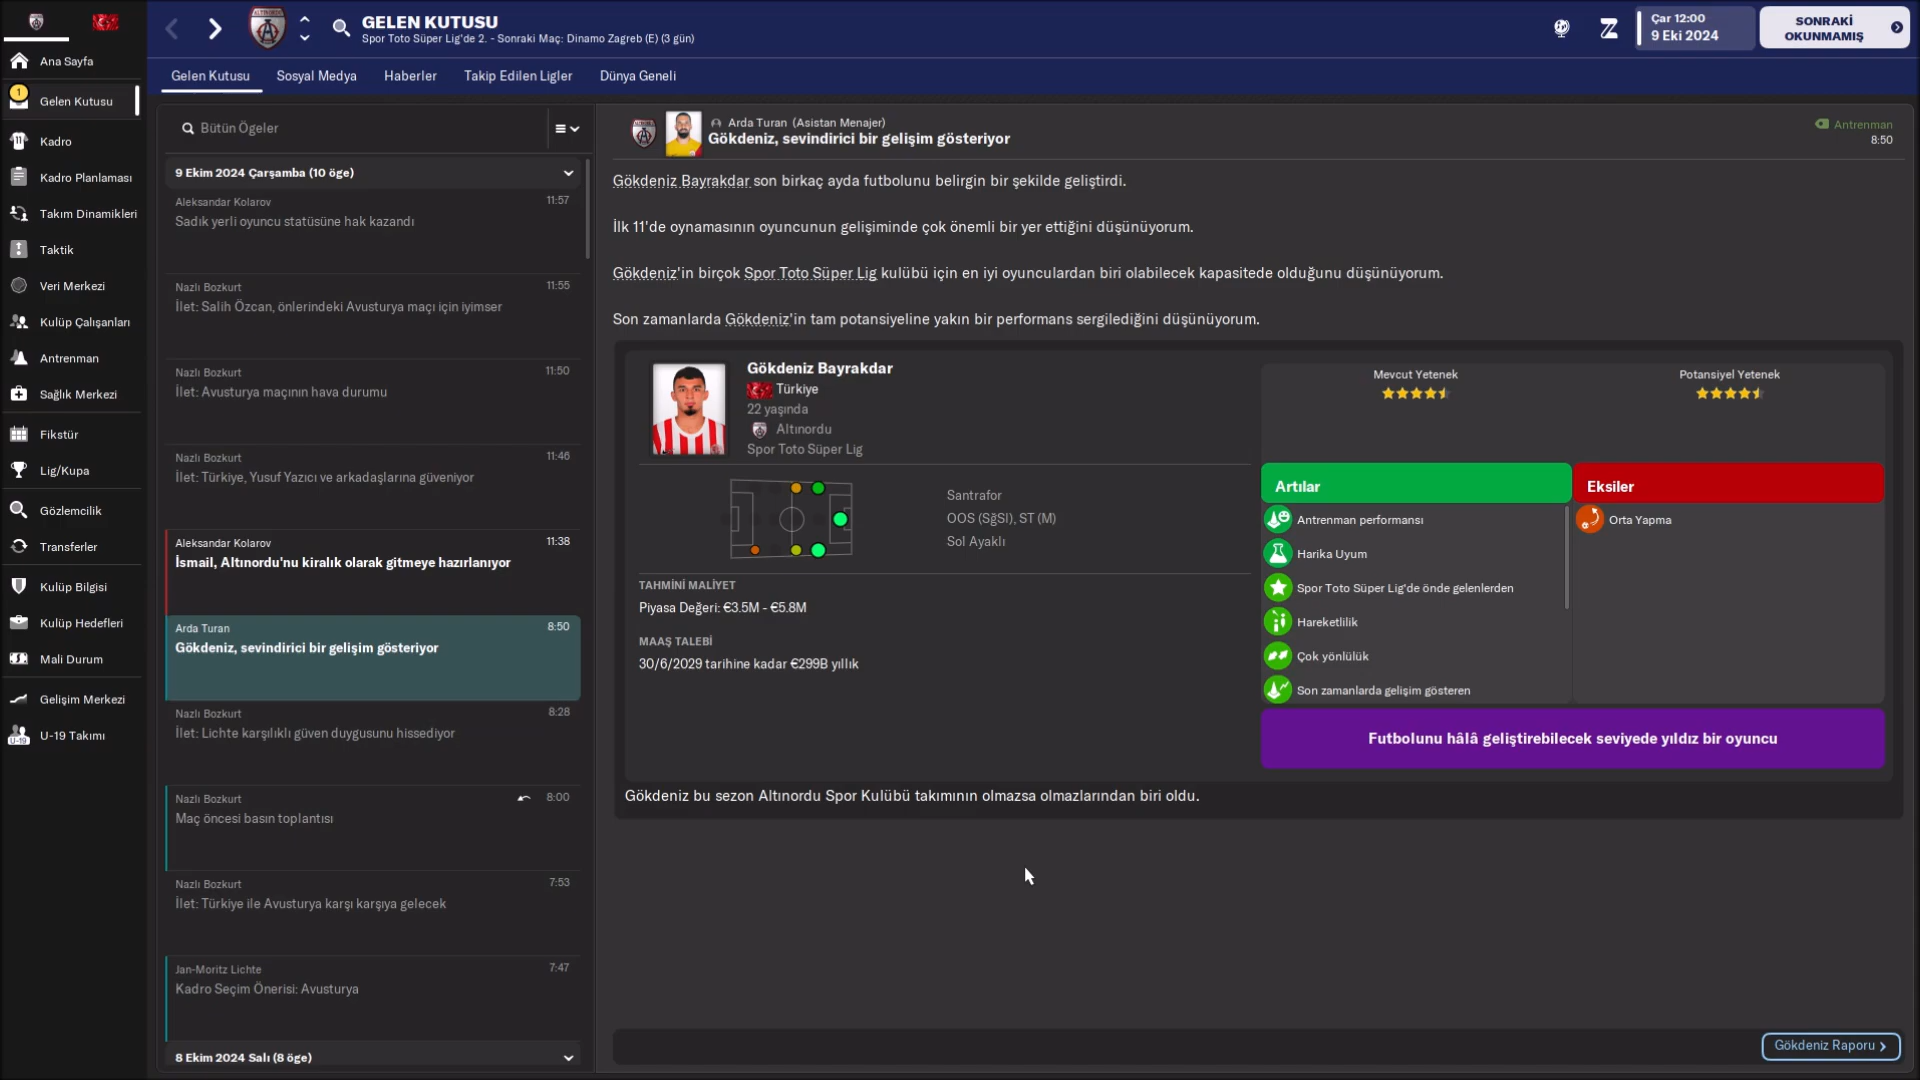 GELEN KUTUSU
Spor Toto Süper Lig'de 2. - Sonraki Maç: Dinamo Zagreb (E) (3 gün)
Çar 12:00
9 Eki 2024
SONRAKİ
OKUNMAMIŞ
Ana Sayfa
1
Gelen Kutusu
Kadro
Kadro Planlaması
Takım Dinamikleri
Taktik
Veri Merkezi
Kulüp Çalışanları
Antrenman
Sağlık Merkezi
Fikstür
Lig/Kupa
Gözlemcilik
Transferler
Kulüp Bilgisi
Kulüp Hedefleri
Mali Durum
Gelişim Merkezi
U-19 Takımı
Gelen Kutusu
Sosyal Medya
Haberler
Takip Edilen Ligler
Dünya Geneli
Bütün Ögeler
9 Ekim 2024 Çarşamba (10 öge)
Aleksandar Kolarov 11:57
Sadık yerli oyuncu statüsüne hak kazandı
Nazlı Bozkurt 11:55
İlet: Salih Özcan, önlerindeki Avusturya maçı için iyimser
Nazlı Bozkurt 11:50
İlet: Avusturya maçının hava durumu
Nazlı Bozkurt 11:46
İlet: Türkiye, Yusuf Yazıcı ve arkadaşlarına güveniyor
Aleksandar Kolarov 11:38
İsmail, Altınordu'nu kiralık olarak gitmeye hazırlanıyor
Arda Turan 8:50
Gökdeniz, sevindirici bir gelişim gösteriyor
Nazlı Bozkurt 8:28
İlet: Lichte karşılıklı güven duygusunu hissediyor
Nazlı Bozkurt 8:00
Maç öncesi basın toplantısı
Nazlı Bozkurt 7:53
İlet: Türkiye ile Avusturya karşı karşıya gelecek
Jan-Moritz Lichte 7:47
Kadro Seçim Önerisi: Avusturya
8 Ekim 2024 Salı (8 öge)
Arda Turan (Asistan Menajer)
Gökdeniz, sevindirici bir gelişim gösteriyor
Antrenman
8:50
Gökdeniz Bayrakdar son birkaç ayda futbolunu belirgin bir şekilde geliştirdi.
İlk 11'de oynamasının oyuncunun gelişiminde çok önemli bir yer ettiğini düşünüyorum.
Gökdeniz'in birçok Spor Toto Süper Lig kulübü için en iyi oyunculardan biri olabilecek kapasitede olduğunu düşünüyorum.
Son zamanlarda Gökdeniz'in tam potansiyeline yakın bir performans sergilediğini düşünüyorum.
Gökdeniz Bayrakdar
Türkiye
22 yaşında
Altınordu
Spor Toto Süper Lig
Santrafor
OOS (SğSl), ST (M)
Sol Ayaklı
TAHMİNİ MALİYET
Piyasa Değeri: €3.5M - €5.8M
MAAŞ TALEBİ
30/6/2029 tarihine kadar €299B yıllık
Mevcut Yetenek
Potansiyel Yetenek
Artılar
Antrenman performansı
Harika Uyum
Spor Toto Süper Lig'de önde gelenlerden
Hareketlilik
Çok yönlülük
Son zamanlarda gelişim gösteren
Eksiler
Orta Yapma
Futbolunu hâlâ geliştirebilecek seviyede yıldız bir oyuncu
Gökdeniz bu sezon Altınordu Spor Kulübü takımının olmazsa olmazlarından biri oldu.
Gökdeniz Raporu